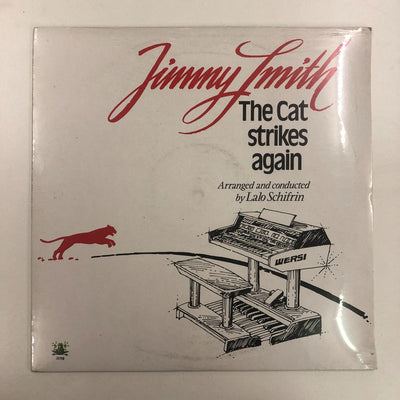 Jimmy Smith
The Cat
strikes
again
Arranged and conducted
by Lalo Schifrin
WERSI